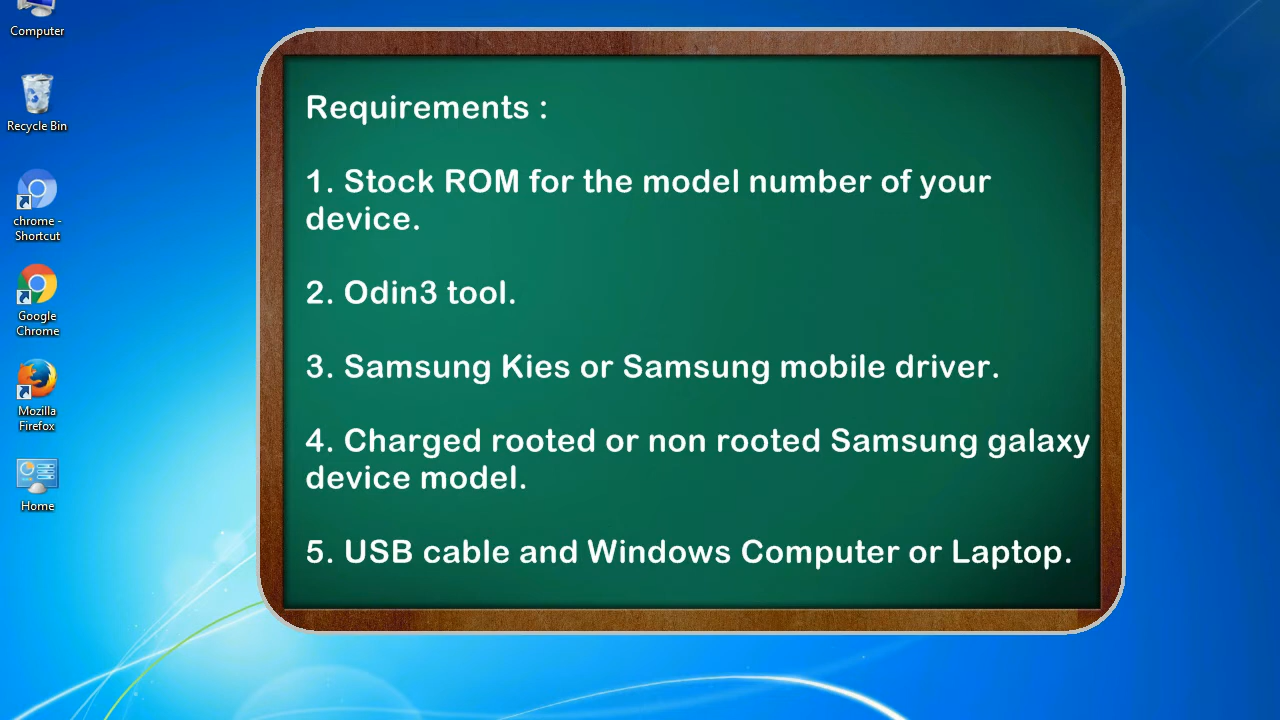 Computer
Recycle Bin
chrome -
Shortcut
Google
Chrome
Mozilla
Firefox
Home
Requirements :
1. Stock ROM for the model number of your
device.
2. Odin3 tool.
3. Samsung Kies or Samsung mobile driver.
4. Charged rooted or non rooted Samsung galaxy
device model.
5. USB cable and Windows Computer or Laptop.